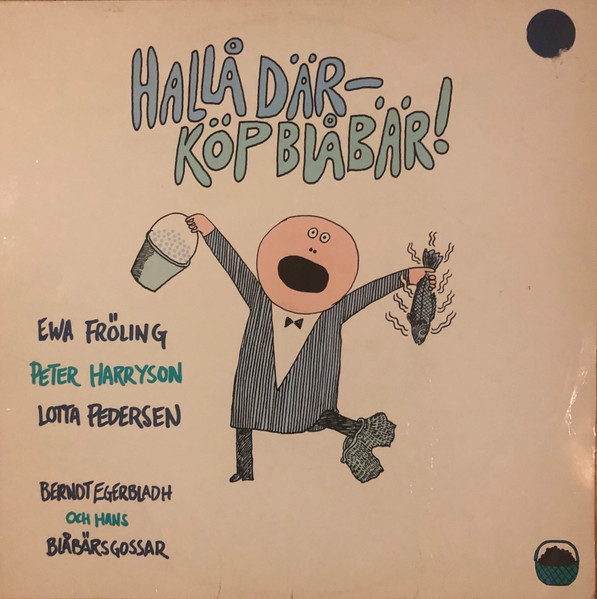 HALLÅ DÄR–
KÖP BLÅBÄR!
EWA FRÖLING
PETER HARRYSON
LOTTA PEDERSEN
BERNDT EGERBLADH
OCH HANS
BLÅBÄRSGOSSAR